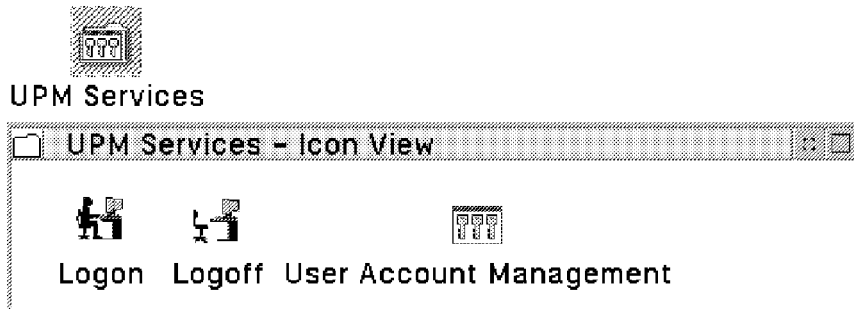 UPM Services
UPM Services - Icon View
Logon Logoff User Account Management